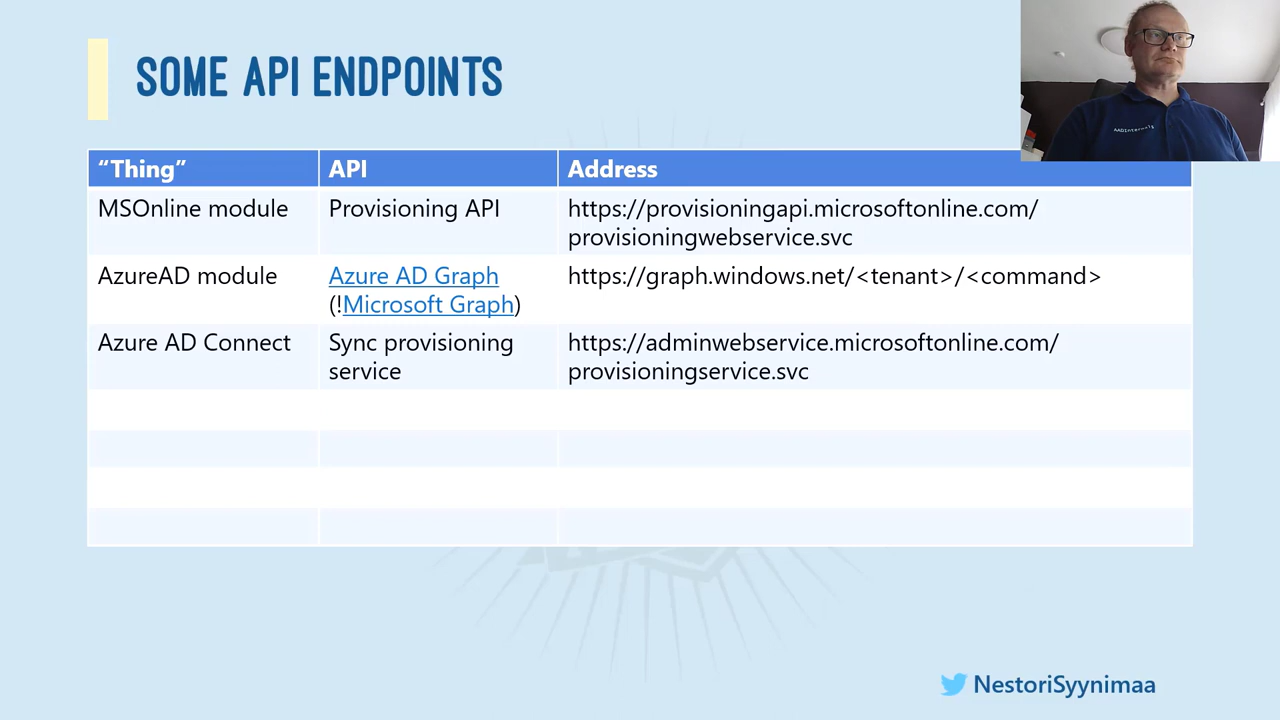 SOME API ENDPOINTS
“Thing” API Address
MSOnline module Provisioning API https://provisioningapi.microsoftonline.com/
provisioningwebservice.svc
AzureAD module Azure AD Graph https://graph.windows.net/<tenant>/<command>
(!Microsoft Graph)
Azure AD Connect Sync provisioning https://adminwebservice.microsoftonline.com/
service provisioningservice.svc
AADInternals
NestoriSyynimaa